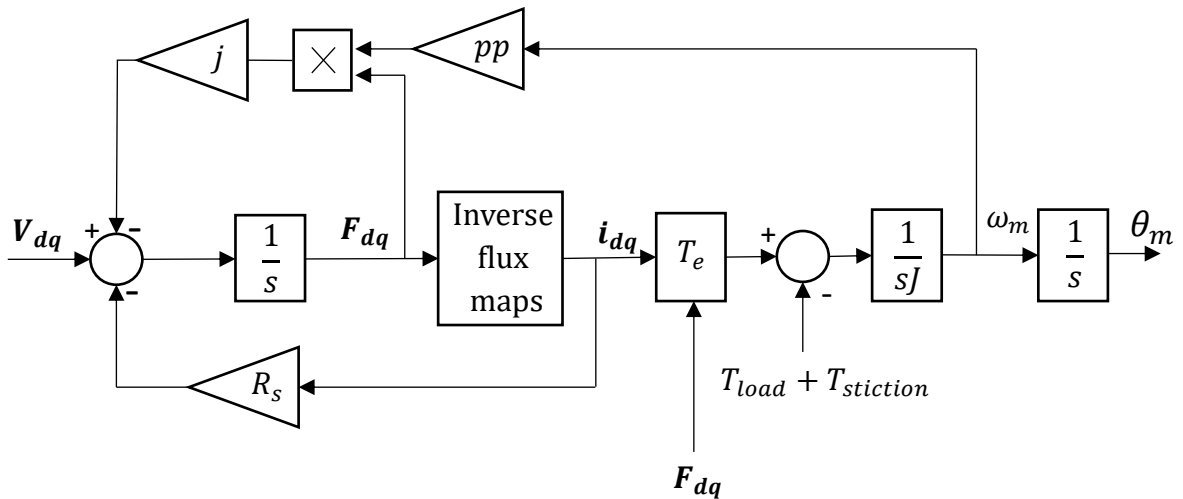 j
×
pp
V_dq
+
-
-
1/s
F_dq
Inverse
flux
maps
i_dq
T_e
+
-
1/sJ
ω_m
1/s
θ_m
R_s
T_load + T_stiction
F_dq